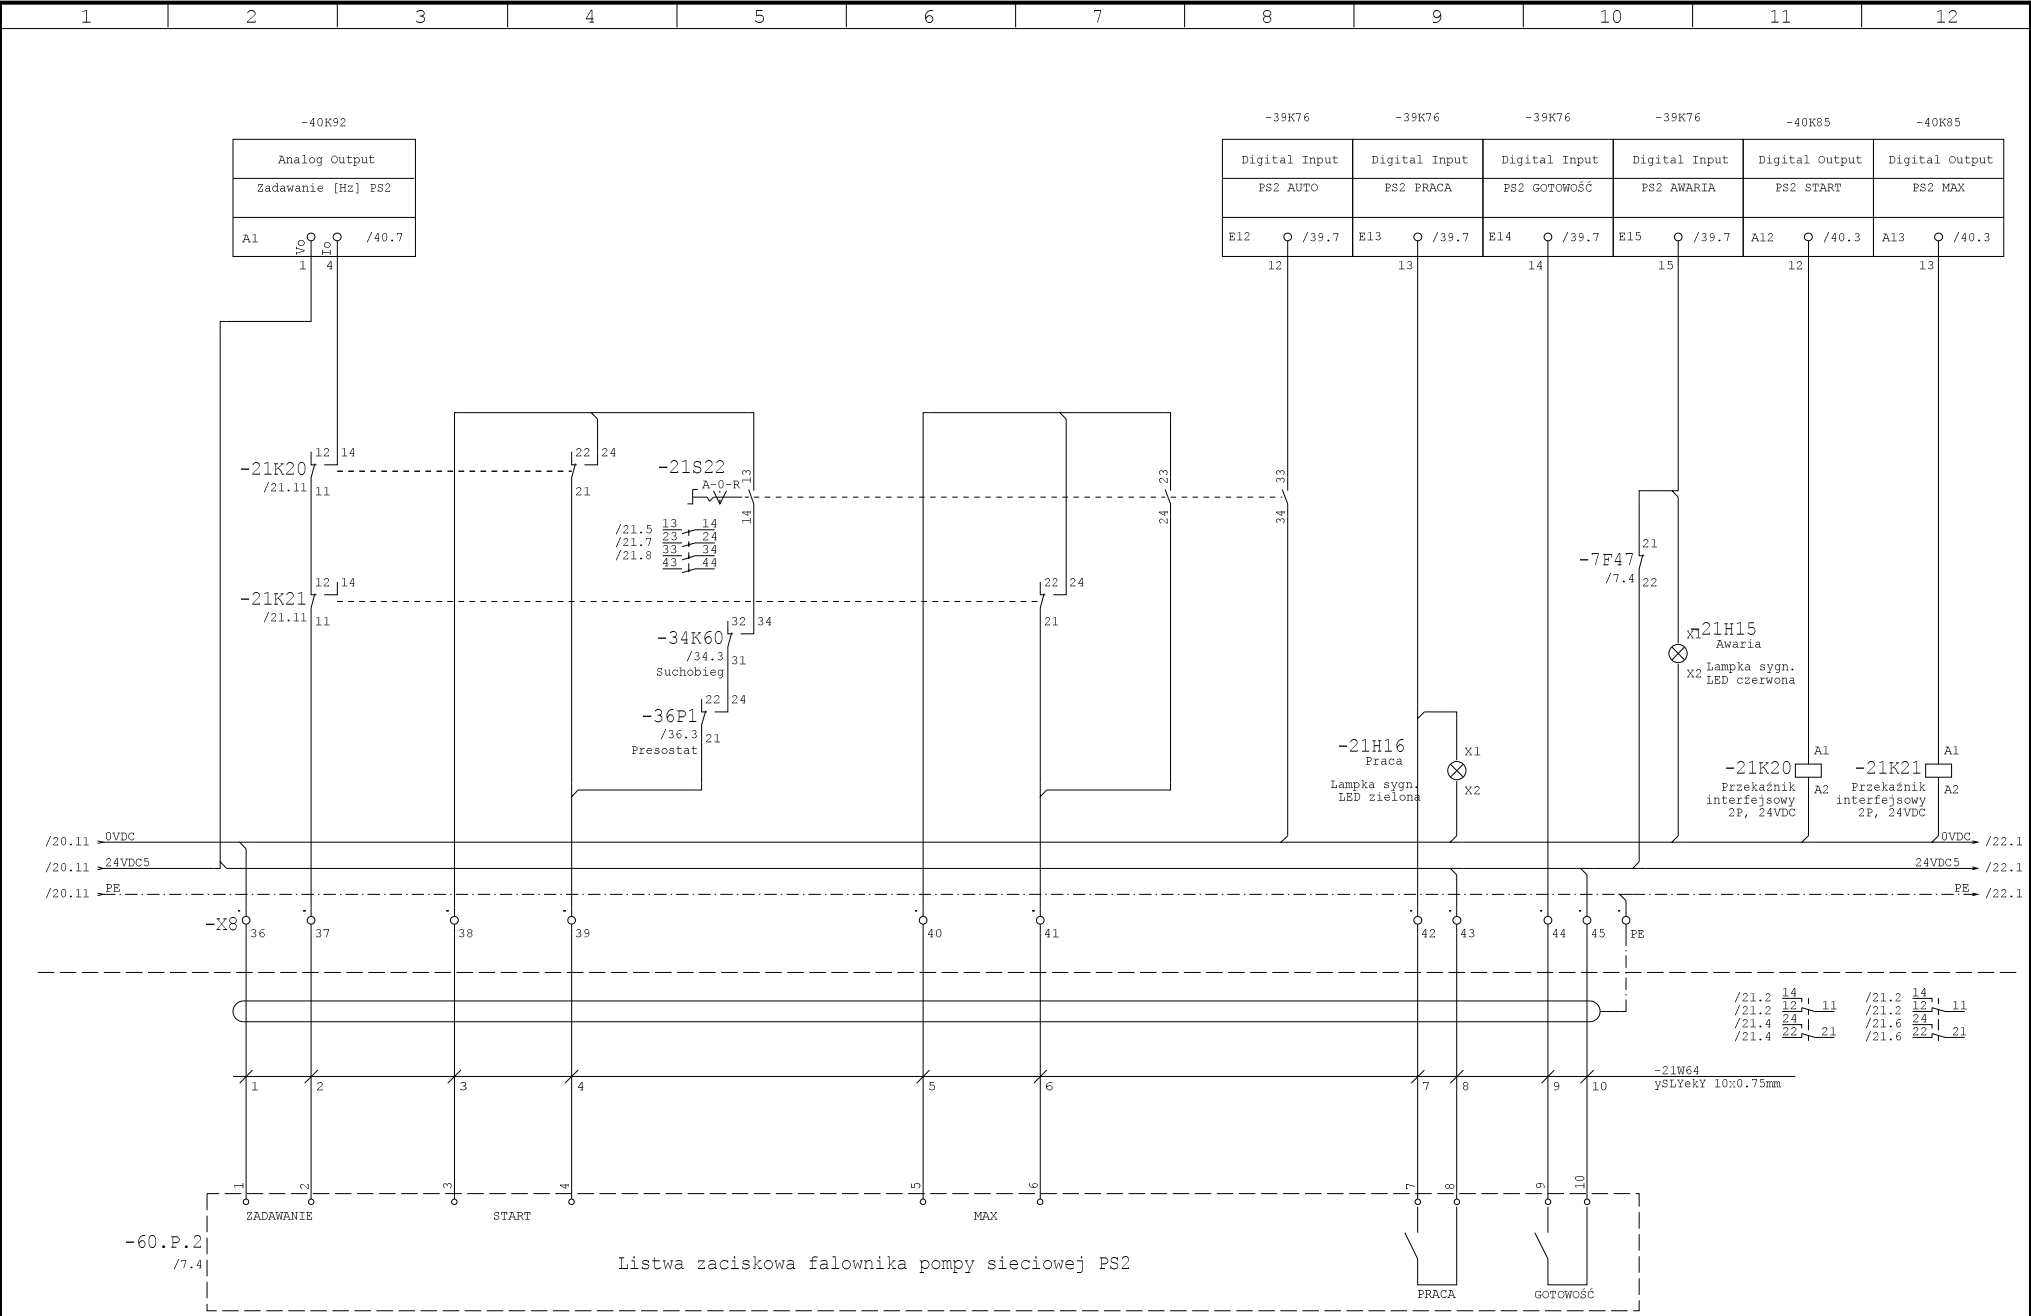 1 2 3 4 5 6 7 8 9 10 11 12
-40K92
Analog Output
Zadawanie [Hz] PS2
A1 Vo Io /40.7
1 4
-39K76 -39K76 -39K76 -39K76 -40K85 -40K85
Digital Input Digital Input Digital Input Digital Input Digital Output Digital Output
PS2 AUTO PS2 PRACA PS2 GOTOWOŚĆ PS2 AWARIA PS2 START PS2 MAX
E12 /39.7 E13 /39.7 E14 /39.7 E15 /39.7 A12 /40.3 A13 /40.3
12 13 14 15 12 13
12 14
-21K20
/21.11 11
22 24
21
-21S22
A-0-R
13
14
23
24
33
34
/21.5 13 14
/21.7 23 24
/21.8 33 34
43 44
12 14
-21K21
/21.11 11
22 24
21
32 34
-34K60
/34.3 31
Suchobieg
22 24
-36P1
/36.3 21
Presostat
21
-7F47
/7.4 22
X1 -21H15
Awaria
X2 Lampka sygn.
LED czerwona
-21H16 X1
Praca
Lampka sygn. X2
LED zielona
A1
-21K20
Przekaźnik A2
interfejsowy
2P, 24VDC
A1
-21K21
Przekaźnik A2
interfejsowy
2P, 24VDC
/20.11 0VDC 0VDC /22.1
/20.11 24VDC5 24VDC5 /22.1
/20.11 PE PE /22.1
-X8 36 37 38 39 40 41 42 43 44 45 PE
/21.2 14
/21.2 12 11
/21.4 24
/21.4 22 21
/21.2 14
/21.2 12 11
/21.6 24
/21.6 22 21
1 2 3 4 5 6 7 8 9 10
-21W64
ySLYekY 10x0.75mm
1 2 3 4 5 6 7 8 9 10
ZADAWANIE START MAX
-60.P.2
/7.4
Listwa zaciskowa falownika pompy sieciowej PS2
PRACA GOTOWOŚĆ